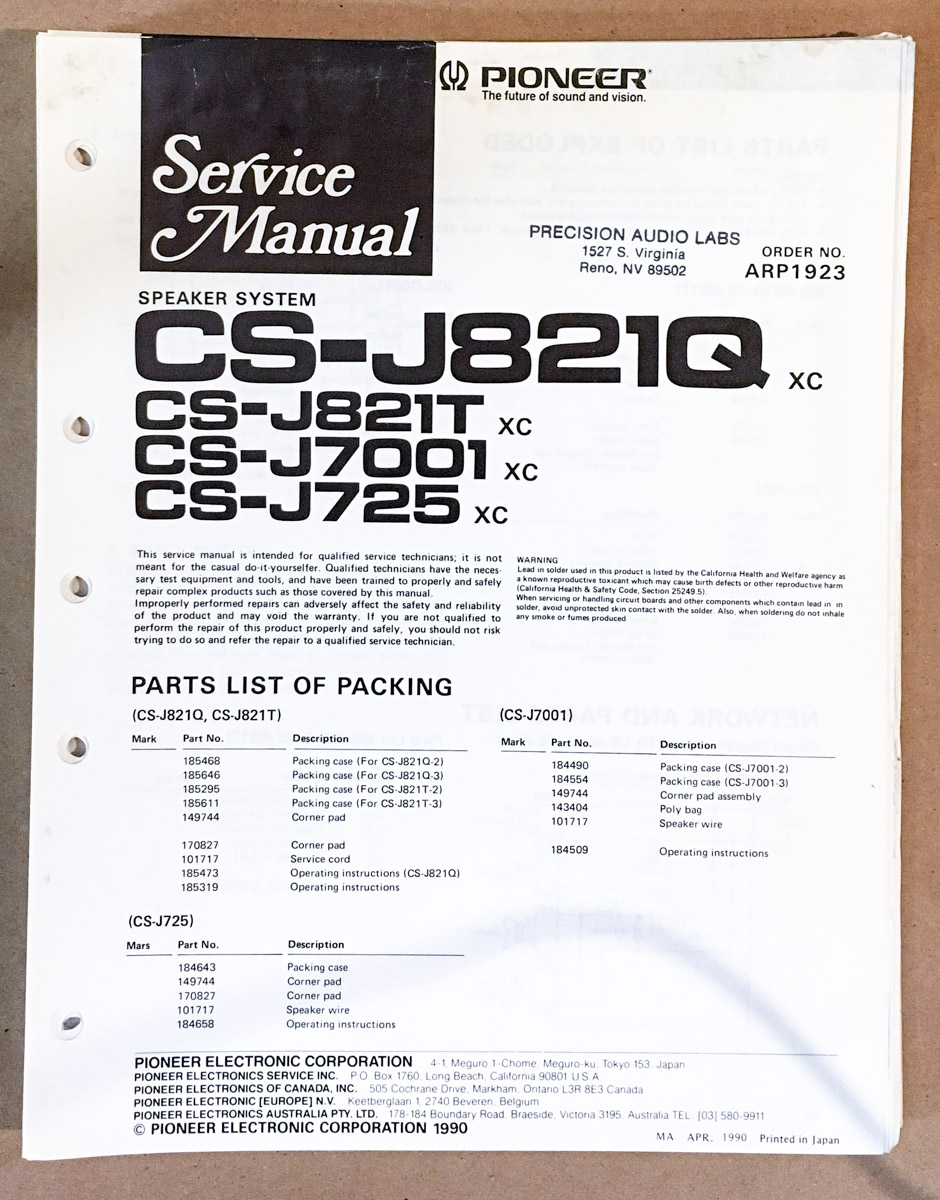 PIONEER
The future of sound and vision.
Service
Manual
PRECISION AUDIO LABS
1527 S. Virginia
Reno, NV 89502
ORDER NO.
ARP1923
SPEAKER SYSTEM
CS-J821Q XC
CS-J821T XC
CS-J7001 XC
CS-J725 XC
This service manual is intended for qualified service technicians; it is not
meant for the casual do-it-yourselfer. Qualified technicians have the neces-
sary test equipment and tools, and have been trained to properly and safely
repair complex products such as those covered by this manual.
Improperly performed repairs can adversely affect the safety and reliability
of the product and may void the warranty. If you are not qualified to
perform the repair of this product properly and safely, you should not risk
trying to do so and refer the repair to a qualified service technician.
WARNING
Lead in solder used in this product is listed by the California Health and Welfare agency as
a known reproductive toxicant which may cause birth defects or other reproductive harm
(California Health & Safety Code, Section 25249.5).
When servicing or handling circuit boards and other components which contain lead in in
solder, avoid unprotected skin contact with the solder. Also, when soldering do not inhale
any smoke or fumes produced
PARTS LIST OF PACKING
(CS-J821Q, CS-J821T)
Mark Part No. Description
185468 Packing case (For CS-J821Q-2)
185646 Packing case (For CS-J821Q-3)
185295 Packing case (For CS-J821T-2)
185611 Packing case (For CS-J821T-3)
149744 Corner pad
170827 Corner pad
101717 Service cord
185473 Operating instructions (CS-J821Q)
185319 Operating instructions
(CS-J7001)
Mark Part No. Description
184490 Packing case (CS-J7001-2)
184554 Packing case (CS-J7001-3)
149744 Corner pad assembly
143404 Poly bag
101717 Speaker wire
184509 Operating instructions
(CS-J725)
Mars Part No. Description
184643 Packing case
149744 Corner pad
170827 Corner pad
101717 Speaker wire
184658 Operating instructions
PIONEER ELECTRONIC CORPORATION 4-1, Meguro 1-Chome, Meguro-ku, Tokyo 153, Japan
PIONEER ELECTRONICS SERVICE INC. P.O. Box 1760, Long Beach, California 90801 U.S.A.
PIONEER ELECTRONICS OF CANADA, INC. 505 Cochrane Drive, Markham, Ontario L3R 8E3 Canada
PIONEER ELECTRONIC [EUROPE] N.V. Keetberglaan 1, 2740 Beveren, Belgium
PIONEER ELECTRONICS AUSTRALIA PTY. LTD. 178-184 Boundary Road, Braeside, Victoria 3195, Australia TEL. [03] 580-9911
© PIONEER ELECTRONIC CORPORATION 1990
MA APR. 1990 Printed in Japan